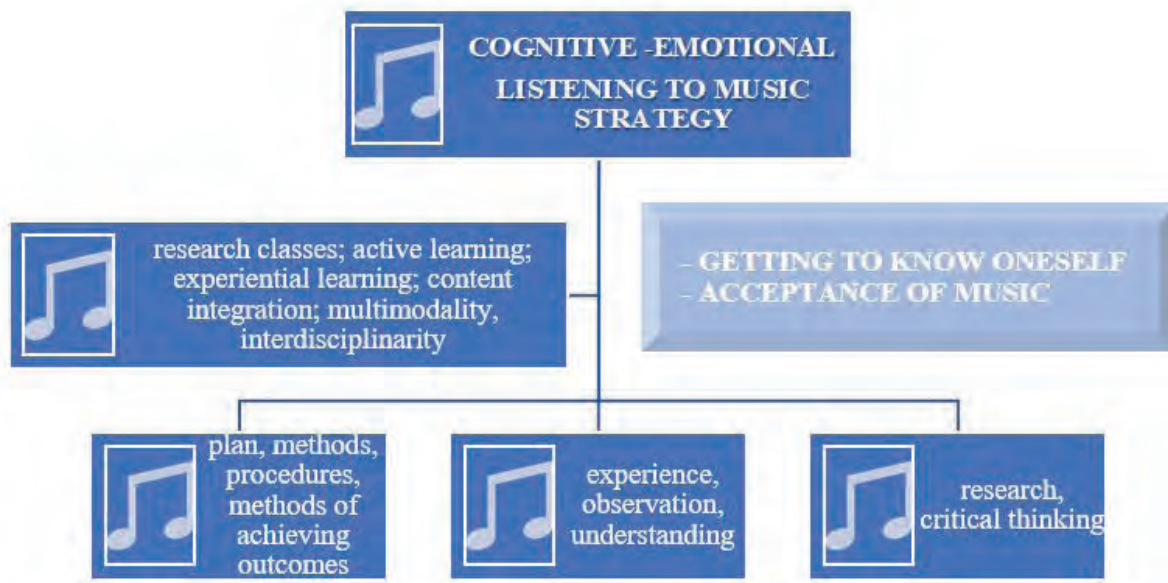 COGNITIVE -EMOTIONAL
LISTENING TO MUSIC
STRATEGY
research classes; active learning;
experiential learning; content
integration; multimodality,
interdisciplinarity
- GETTING TO KNOW ONESELF
- ACCEPTANCE OF MUSIC
plan, methods,
procedures,
methods of
achieving
outcomes
experience,
observation,
understanding
research,
critical thinking